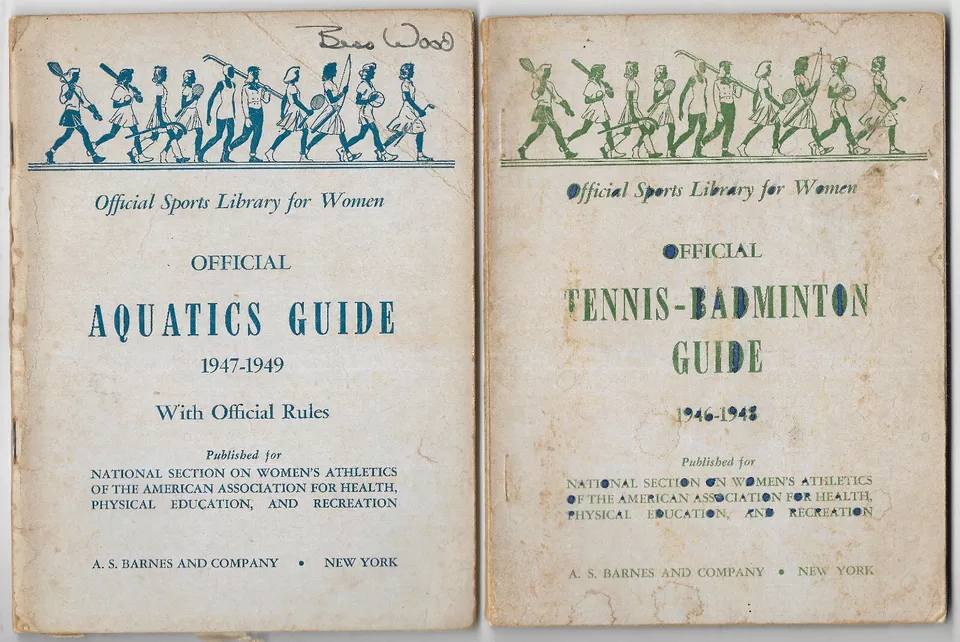 Bess Wood
Official Sports Library for Women
OFFICIAL
AQUATICS GUIDE
1947-1949
With Official Rules
Published for
NATIONAL SECTION ON WOMEN'S ATHLETICS
OF THE AMERICAN ASSOCIATION FOR HEALTH,
PHYSICAL EDUCATION, AND RECREATION
A. S. BARNES AND COMPANY • NEW YORK
Official Sports Library for Women
OFFICIAL
TENNIS-BADMINTON
GUIDE
1946-1948
Published for
NATIONAL SECTION ON WOMEN'S ATHLETICS
OF THE AMERICAN ASSOCIATION FOR HEALTH,
PHYSICAL EDUCATION, AND RECREATION
A. S. BARNES AND COMPANY • NEW YORK